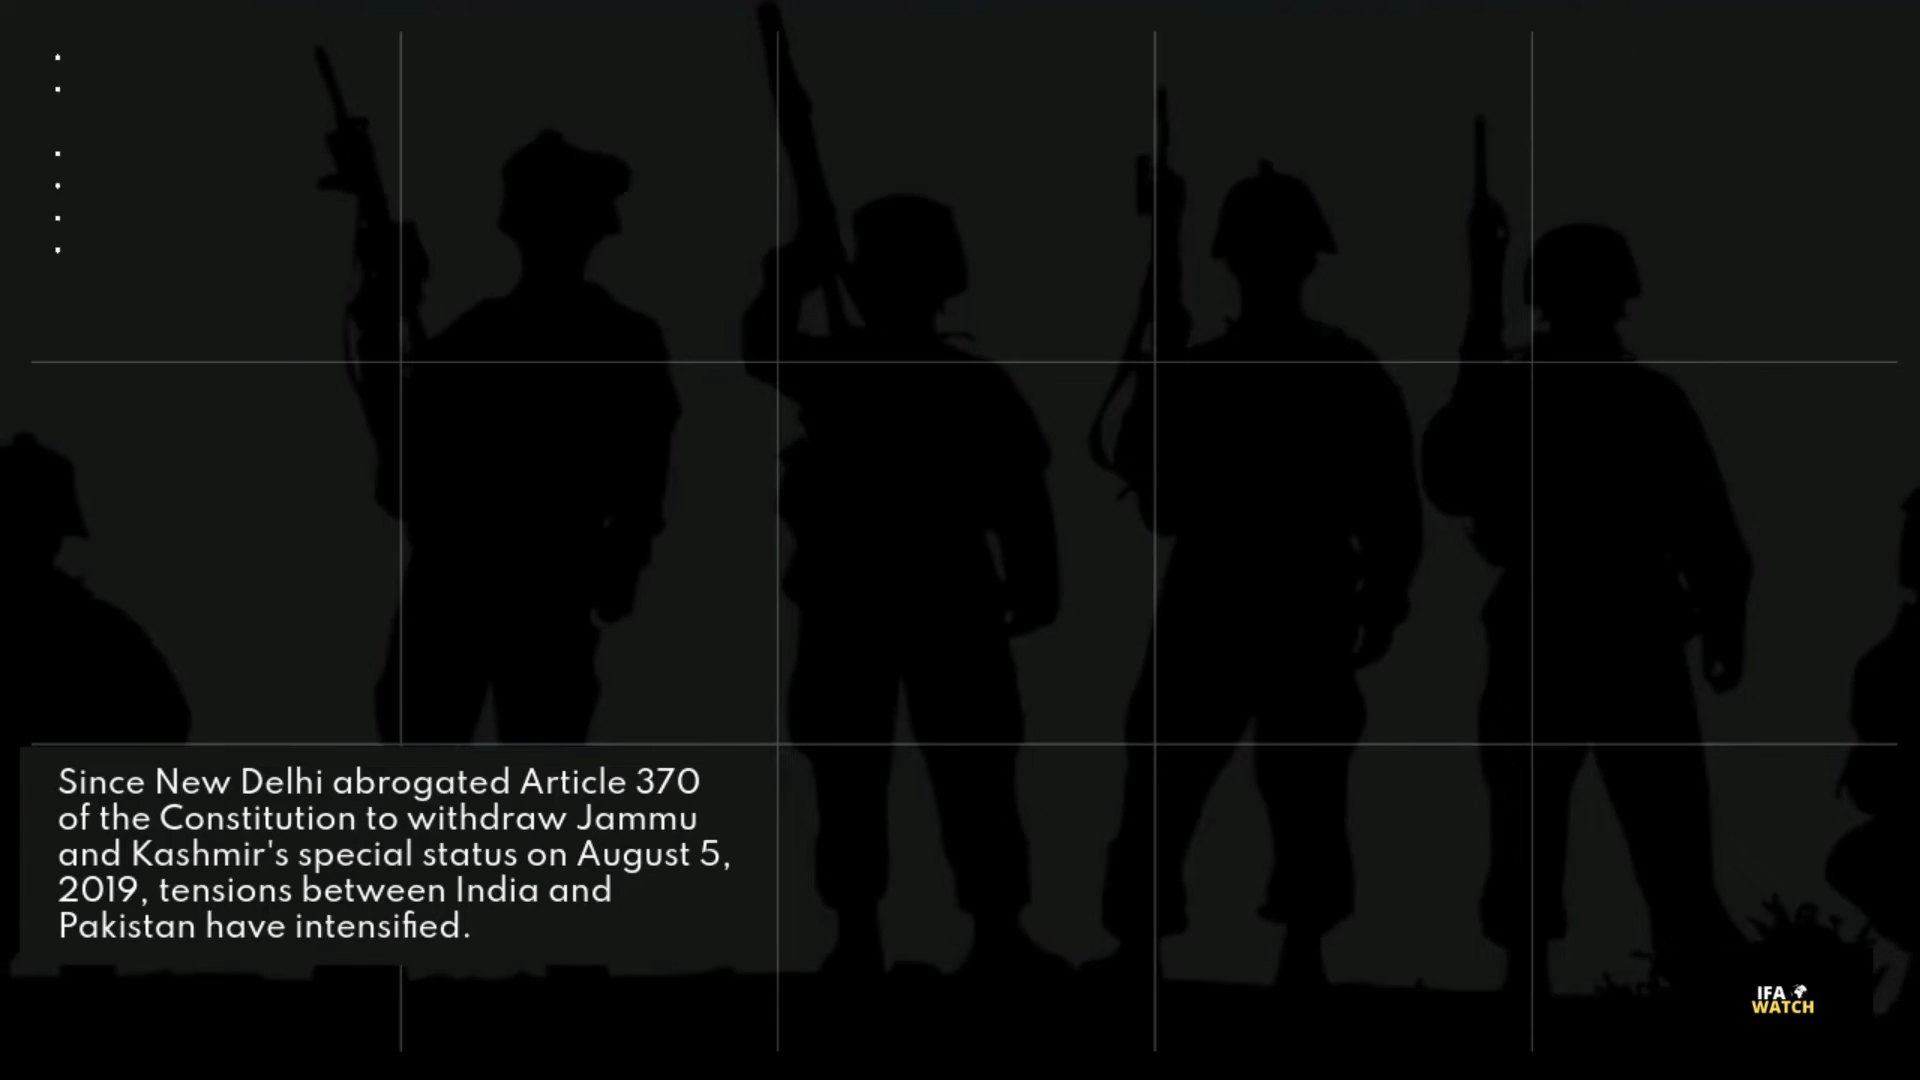 Since New Delhi abrogated Article 370
of the Constitution to withdraw Jammu
and Kashmir's special status on August 5,
2019, tensions between India and
Pakistan have intensified.
IFA
WATCH